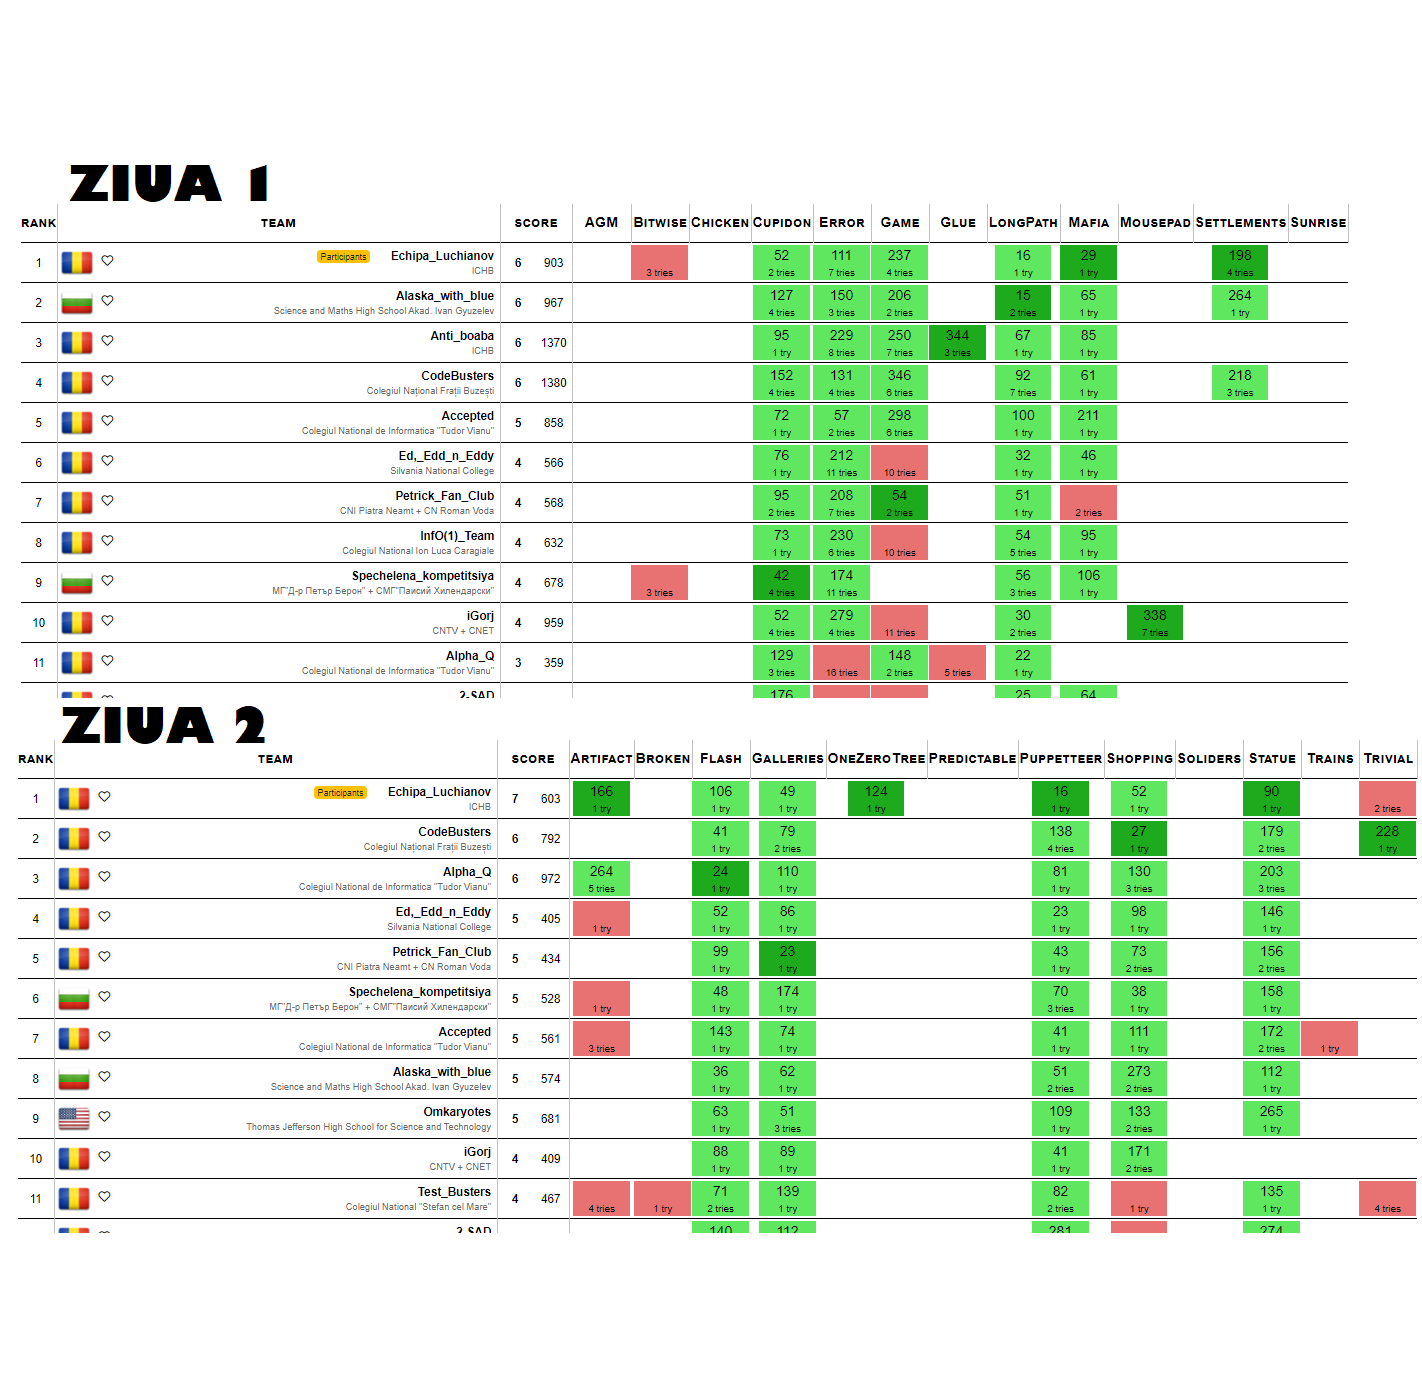 ZIUA 1
RANK TEAM SCORE AGM BITWISE CHICKEN CUPIDON ERROR GAME GLUE LONGPATH MAFIA MOUSEPAD SETTLEMENTS SUNRISE
1 Participants Echipa_Luchianov 6 903 52 111 237 16 29 198
ICHB 3 tries 2 tries 7 tries 4 tries 1 try 1 try 4 tries
2 Alaska_with_blue 6 967 127 150 206 15 65 264
Science and Maths High School Akad. Ivan Gyuzelev 4 tries 3 tries 2 tries 2 tries 1 try 1 try
3 Anti_boaba 6 1370 95 229 250 344 67 85
ICHB 1 try 8 tries 7 tries 3 tries 1 try 1 try
4 CodeBusters 6 1380 152 131 346 92 61 218
Colegiul Național Frații Buzești 4 tries 4 tries 6 tries 7 tries 1 try 3 tries
5 Accepted 5 858 72 57 298 100 211
Colegiul National de Informatica "Tudor Vianu" 1 try 2 tries 6 tries 1 try 1 try
6 Ed,_Edd_n_Eddy 4 566 76 212 32 46
Silvania National College 1 try 11 tries 10 tries 1 try 1 try
7 Petrick_Fan_Club 4 568 95 208 54 51
CNI Piatra Neamt + CN Roman Voda 2 tries 7 tries 2 tries 1 try 2 tries
8 InfO(1)_Team 4 632 73 230 54 95
Colegiul National Ion Luca Caragiale 1 try 6 tries 10 tries 5 tries 1 try
9 Spechelena_kompetitsiya 4 678 42 174 56 106
МГ"Д-р Петър Берон" + СМГ"Паисий Хилендарски" 3 tries 4 tries 11 tries 3 tries 1 try
10 iGorj 4 959 52 279 30 338
CNTV + CNET 4 tries 4 tries 11 tries 2 tries 7 tries
11 Alpha_Q 3 359 129 148 22
Colegiul National de Informatica "Tudor Vianu" 3 tries 16 tries 2 tries 5 tries 1 try
2-SAD 176 25 64
ZIUA 2
RANK TEAM SCORE ARTIFACT BROKEN FLASH GALLERIES ONEZEROTREE PREDICTABLE PUPPETTEER SHOPPING SOLIDERS STATUE TRAINS TRIVIAL
1 Participants Echipa_Luchianov 7 603 166 106 49 124 16 52 90
ICHB 1 try 1 try 1 try 1 try 1 try 1 try 1 try 2 tries
2 CodeBusters 6 792 41 79 138 27 179 228
Colegiul Național Frații Buzești 1 try 2 tries 4 tries 1 try 2 tries 1 try
3 Alpha_Q 6 972 264 24 110 81 130 203
Colegiul National de Informatica "Tudor Vianu" 5 tries 1 try 1 try 1 try 3 tries 3 tries
4 Ed,_Edd_n_Eddy 5 405 52 86 23 98 146
Silvania National College 1 try 1 try 1 try 1 try 1 try 1 try
5 Petrick_Fan_Club 5 434 99 23 43 73 156
CNI Piatra Neamt + CN Roman Voda 1 try 1 try 1 try 2 tries 2 tries
6 Spechelena_kompetitsiya 5 528 48 174 70 38 158
МГ"Д-р Петър Берон" + СМГ"Паисий Хилендарски" 1 try 1 try 1 try 3 tries 1 try 1 try
7 Accepted 5 561 143 74 41 111 172
Colegiul National de Informatica "Tudor Vianu" 3 tries 1 try 1 try 1 try 1 try 2 tries 1 try
8 Alaska_with_blue 5 574 36 62 51 273 112
Science and Maths High School Akad. Ivan Gyuzelev 1 try 1 try 2 tries 2 tries 1 try
9 Omkaryotes 5 681 63 51 109 133 265
Thomas Jefferson High School for Science and Technology 1 try 3 tries 1 try 2 tries 1 try
10 iGorj 4 409 88 89 41 171
CNTV + CNET 1 try 1 try 1 try 2 tries
11 Test_Busters 4 467 71 139 82 135
Colegiul National "Stefan cel Mare" 4 tries 1 try 2 tries 1 try 2 tries 1 try 1 try 4 tries
2-SAD 140 112 281 274